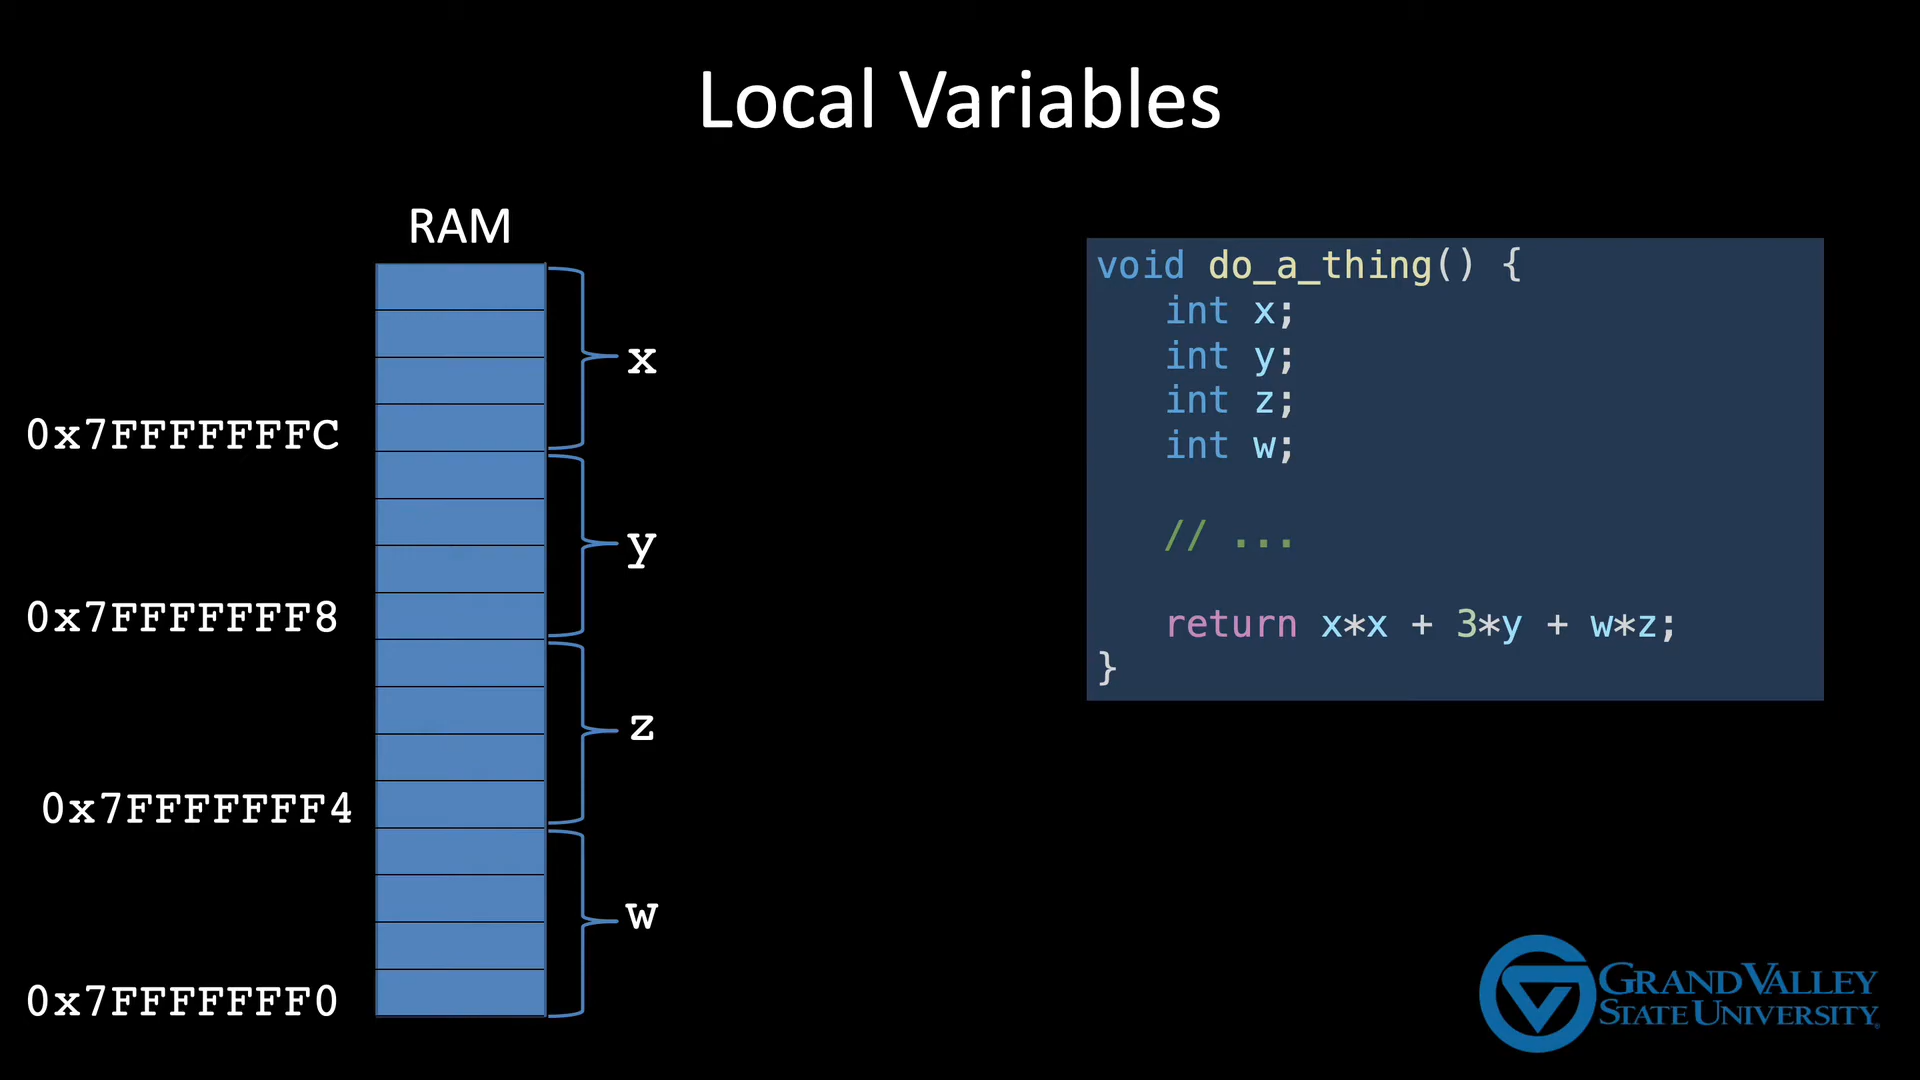 Local Variables
RAM
x
0x7FFFFFFFC
y
0x7FFFFFFF8
z
0x7FFFFFFF4
w
0x7FFFFFFF0
void do_a_thing() {
int x;
int y;
int z;
int w;
// ...
return x*x + 3*y + w*z;
}
GRAND VALLEY
STATE UNIVERSITY